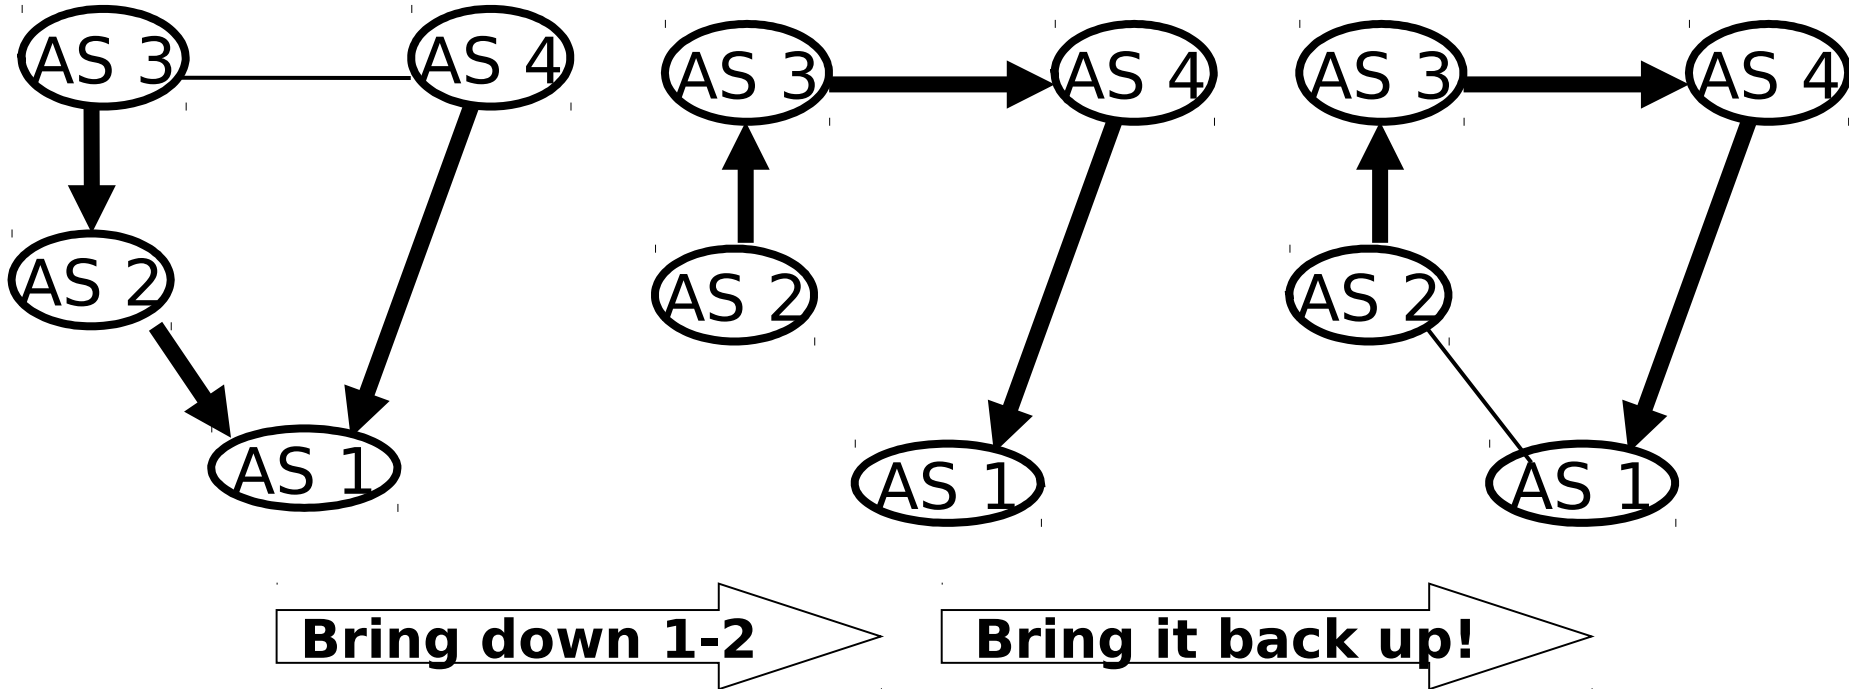 AS 3
AS 4
AS 2
AS 1
AS 3
AS 4
AS 2
AS 1
AS 3
AS 4
AS 2
AS 1
Bring down 1-2
Bring it back up!